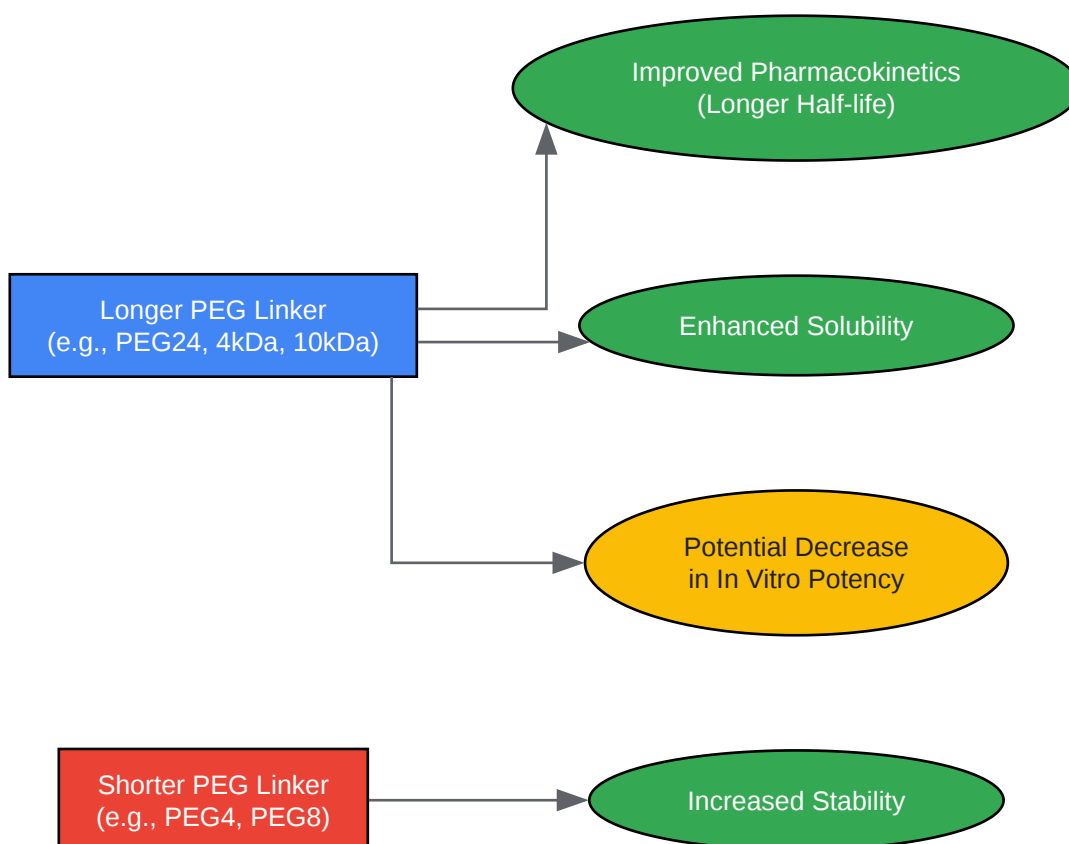 Improved Pharmacokinetics
(Longer Half-life)
Longer PEG Linker
(e.g., PEG24, 4kDa, 10kDa)
Enhanced Solubility
Potential Decrease
in In Vitro Potency
Shorter PEG Linker
(e.g., PEG4, PEG8)
Increased Stability